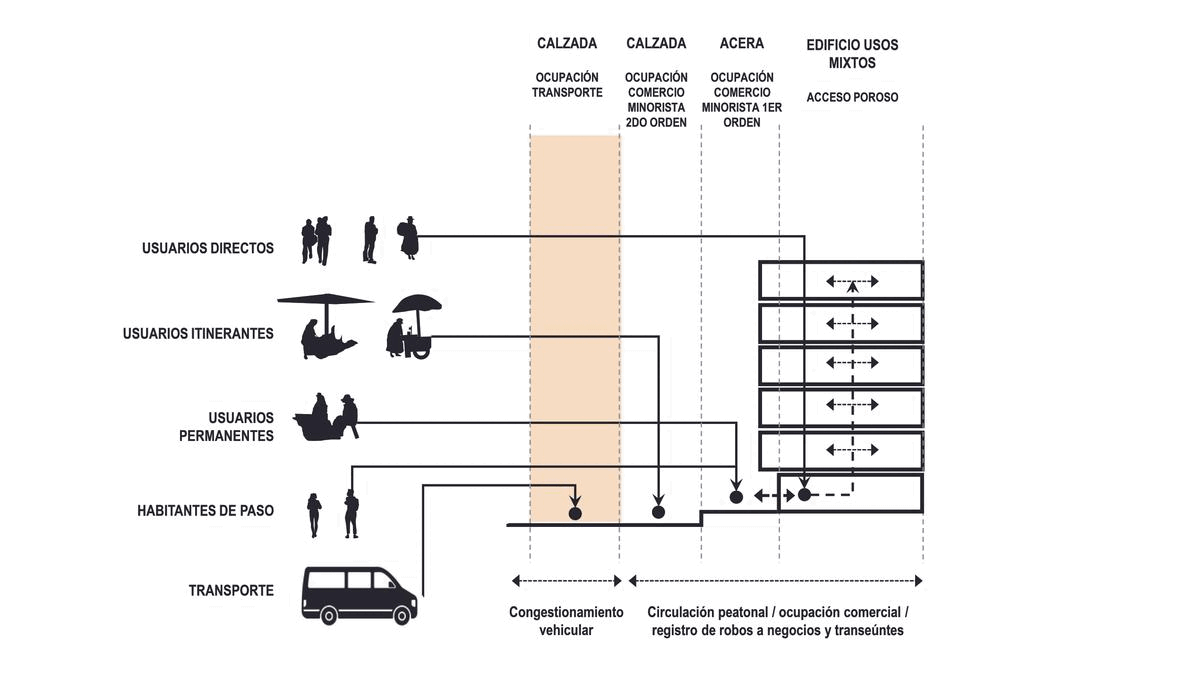 CALZADA
OCUPACIÓN
TRANSPORTE
CALZADA
OCUPACIÓN
COMERCIO
MINORISTA
2DO ORDEN
ACERA
OCUPACIÓN
COMERCIO
MINORISTA 1ER
ORDEN
EDIFICIO USOS
MIXTOS
ACCESO POROSO
USUARIOS DIRECTOS
USUARIOS ITINERANTES
USUARIOS
PERMANENTES
HABITANTES DE PASO
TRANSPORTE
Congestionamiento
vehicular
Circulación peatonal / ocupación comercial /
registro de robos a negocios y transeúntes